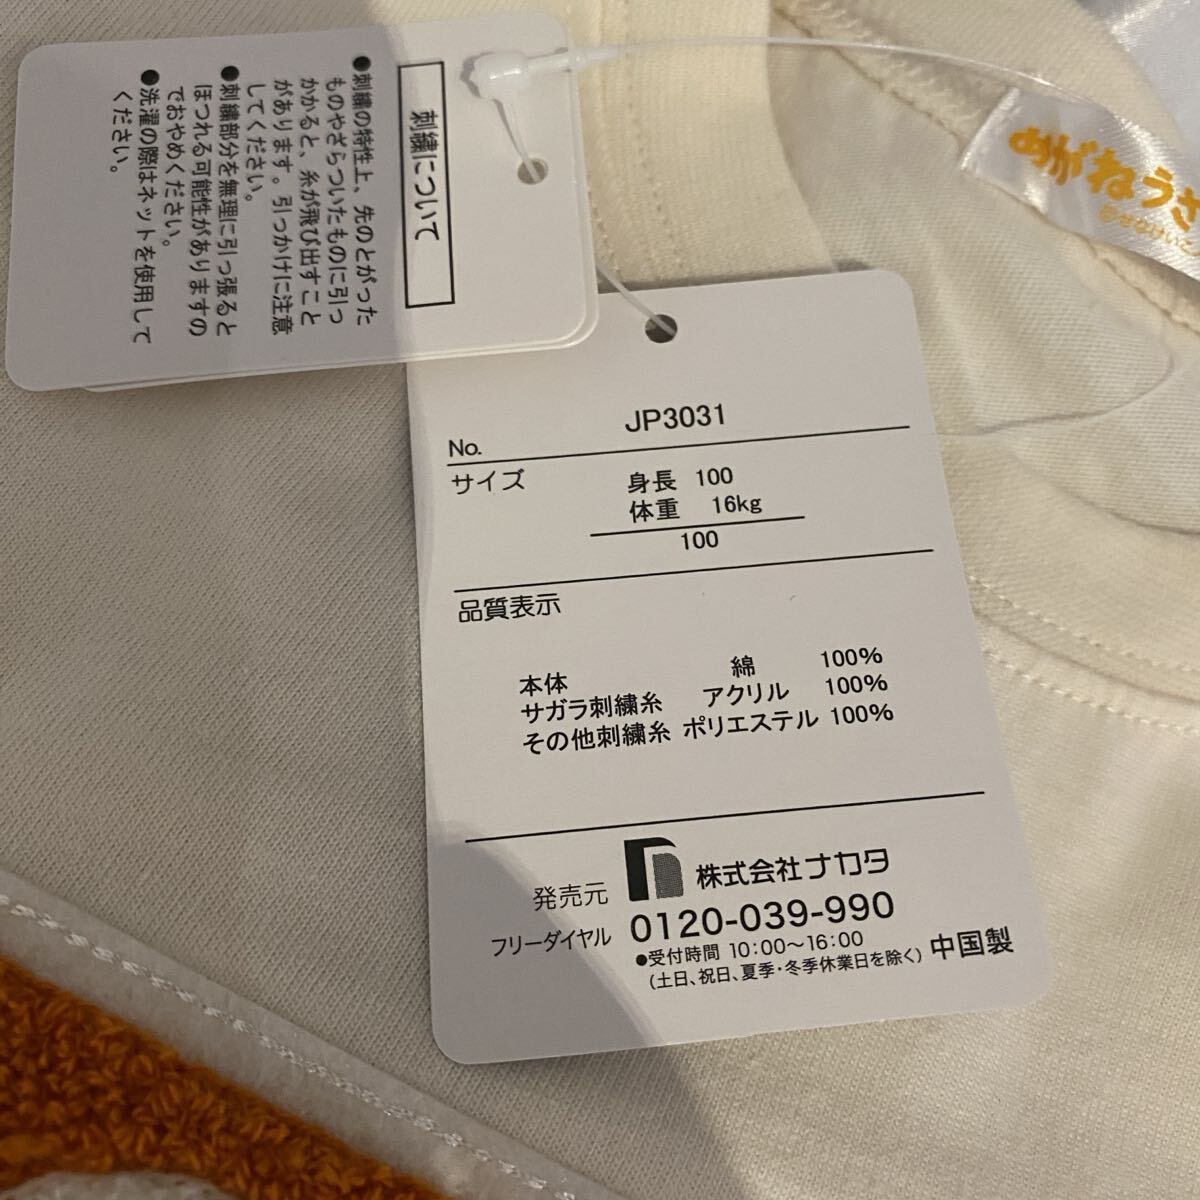 刺繍について
●刺繍の特性上、先のとがった
ものやざらついたものに引っ
かかると、糸が飛び出すこと
があります。引っかけに注意
してください。
●刺繍部分を無理に引っ張ると
ほつれる可能性がありますの
でおやめください。
●洗濯の際はネットを使用して
ください。
めがねうさ
©せなけいこ
No. JP3031
サイズ 身長 100
体重 16kg
100
品質表示
本体 綿 100%
サガラ刺繍糸 アクリル 100%
その他刺繍糸 ポリエステル 100%
発売元 株式会社ナカタ
フリーダイヤル 0120-039-990
●受付時間 10:00~16:00
(土日、祝日、夏季・冬季休業日を除く) 中国製